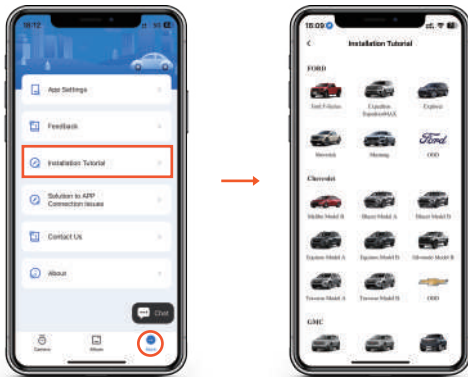 18:12
App Settings
Feedback
Installation Tutorial
Solution to APP
Connection Issues
Contact Us
About
Chat
Camera
Album
More
18:09
Installation Tutorial
FORD
Ford F-Series
Expedition
Explorer
Maverick
Mustang
Ford
OBD
Chevrolet
Malibu Model B
Blazer Model A
Blazer Model B
Equinox Model A
Equinox Model B
Silverado Model B
Traverse Model A
Traverse Model B
OBD
GMC